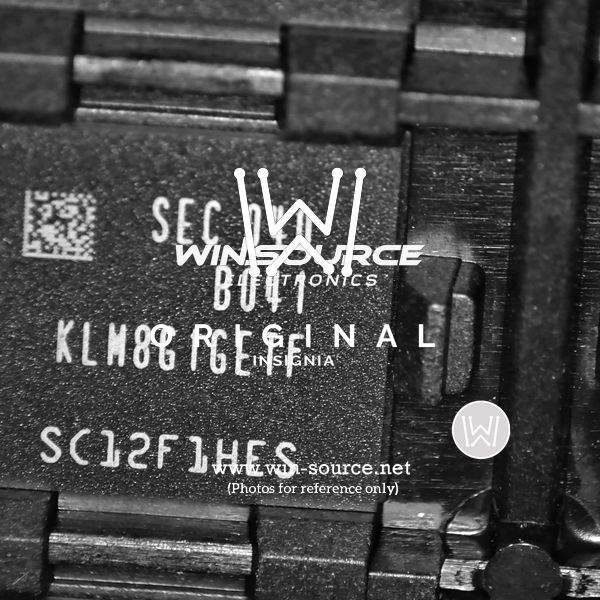 SEC
WINSOURCE
ELECTRONICS
B041
ORIGINAL
KLM8G1GETF
INSIGNIA
SC12F1HES
www.win-source.net
(Photos for reference only)
W